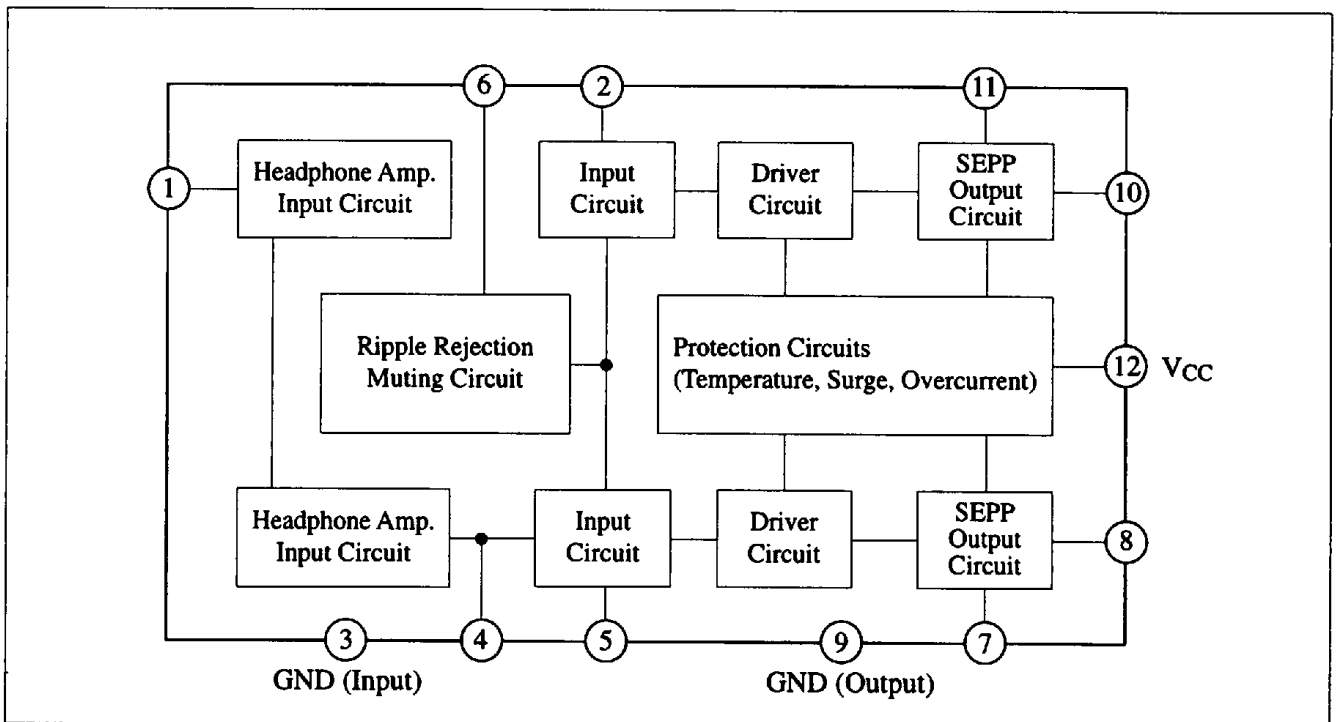 6
2
11
1
Headphone Amp.
Input Circuit
Input
Circuit
Driver
Circuit
SEPP
Output
Circuit
10
Ripple Rejection
Muting Circuit
Protection Circuits
(Temperature, Surge, Overcurrent)
12
VCC
Headphone Amp.
Input Circuit
Input
Circuit
Driver
Circuit
SEPP
Output
Circuit
8
3
4
5
9
7
GND (Input)
GND (Output)